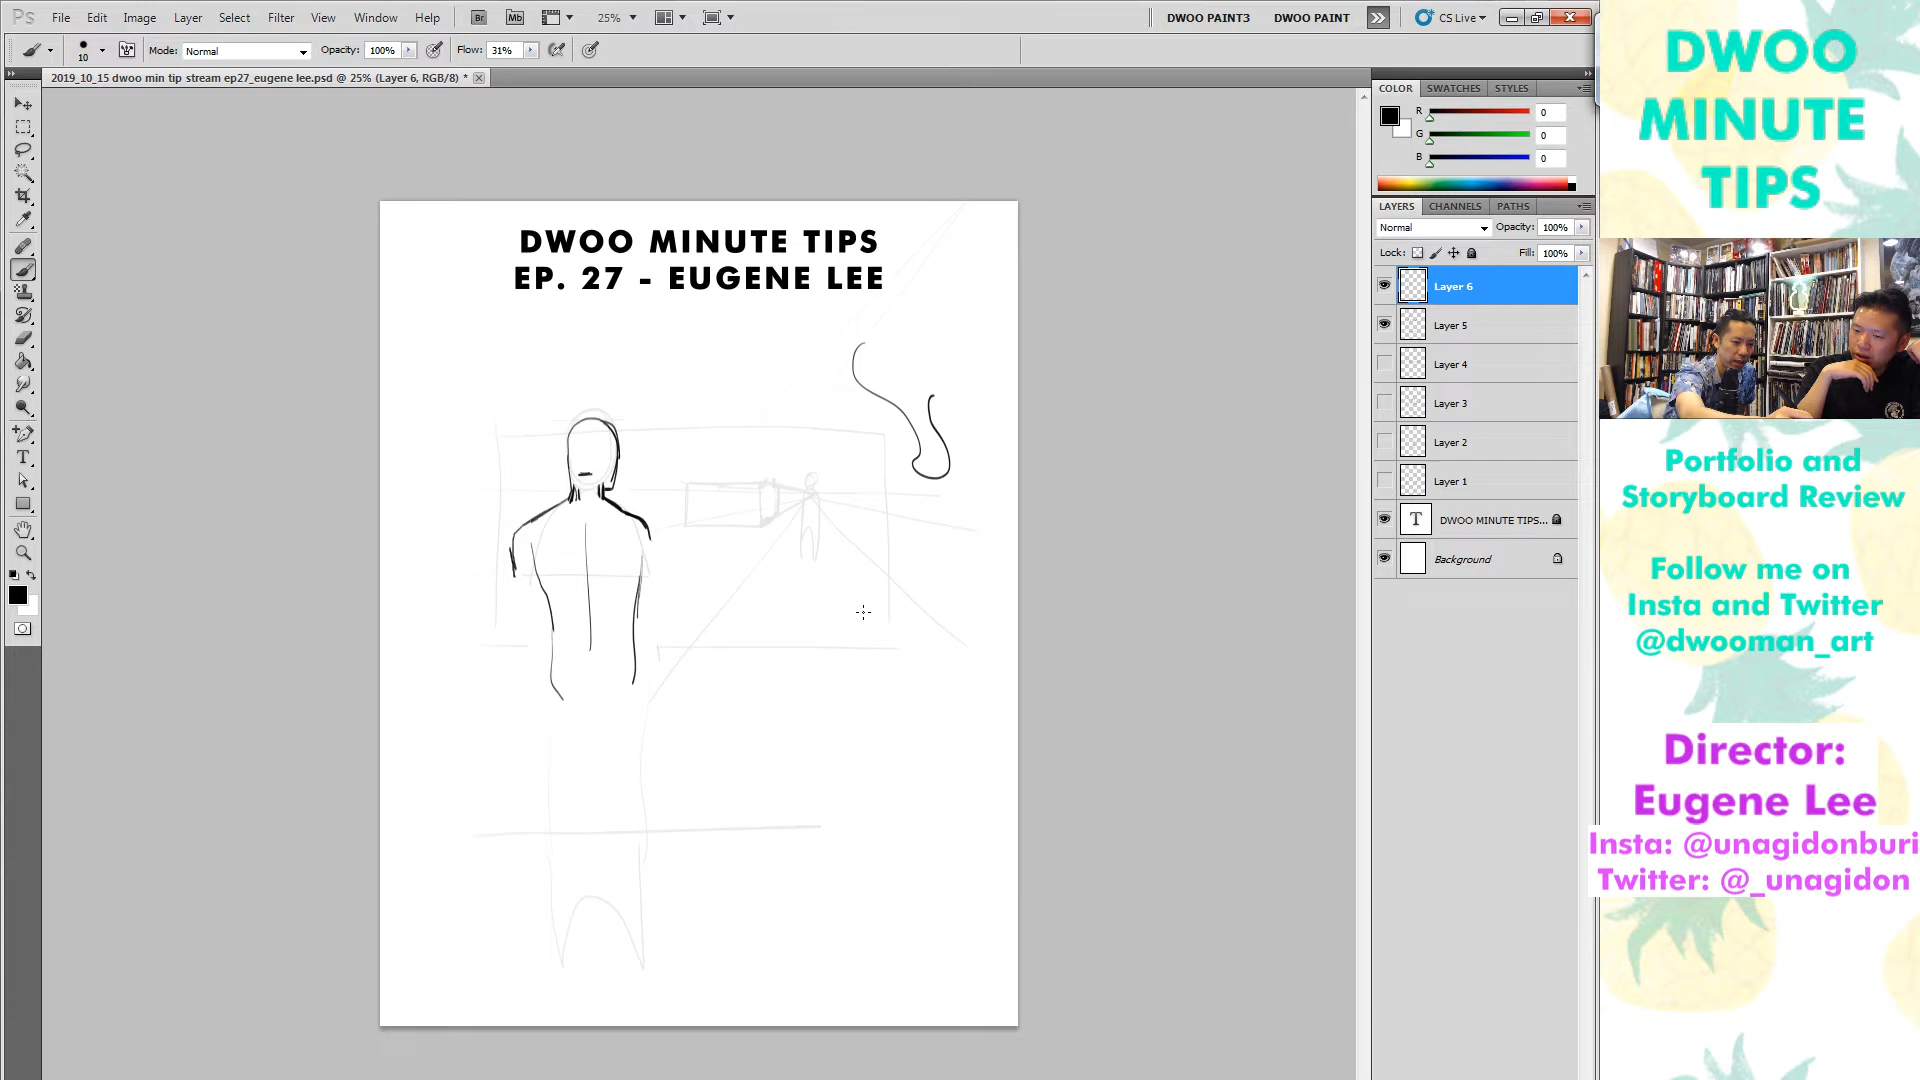 Ps File Edit Image Layer Select Filter View Window Help Br Mb 25% DWOO PAINT3 DWOO PAINT CS Live
10 Mode: Normal Opacity: 100% Flow: 31%
2019_10_15 dwoo min tip stream ep27_eugene lee.psd @ 25% (Layer 6, RGB/8) *
DWOO MINUTE TIPS
EP. 27 - EUGENE LEE
COLOR SWATCHES STYLES
R 0
G 0
B 0
LAYERS CHANNELS PATHS
Normal Opacity: 100%
Lock: Fill: 100%
Layer 6
Layer 5
Layer 4
Layer 3
Layer 2
Layer 1
T DWOO MINUTE TIPS...
Background
DWOO
MINUTE
TIPS
Portfolio and
Storyboard Review
Follow me on
Insta and Twitter
@dwooman_art
Director:
Eugene Lee
Insta: @unagidonburi
Twitter: @_unagidon